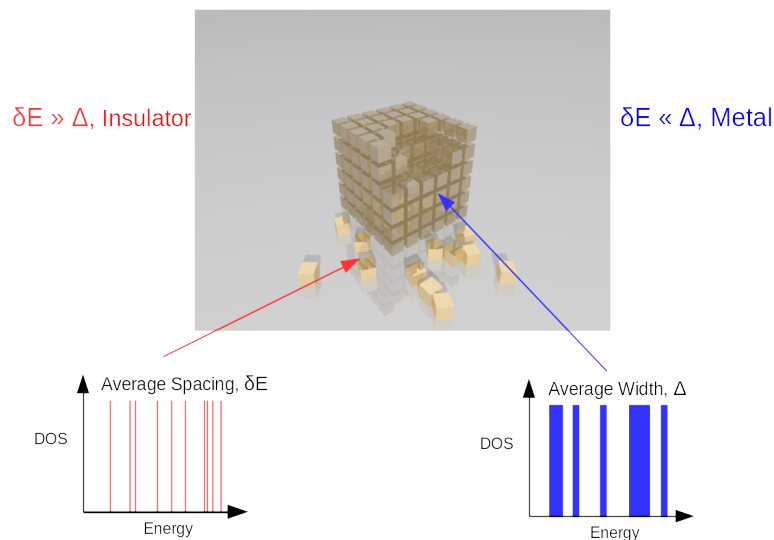 δE » Δ, Insulator
δE « Δ, Metal
Average Spacing, δE
DOS
Energy
Average Width, Δ
DOS
Energy